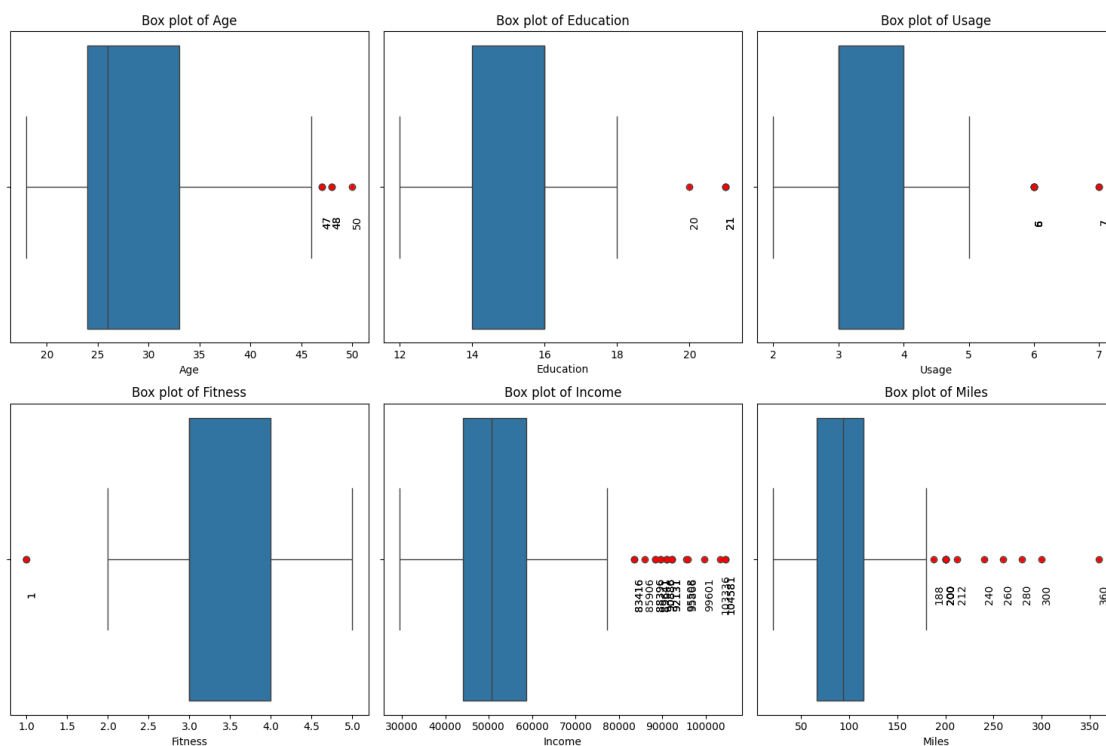 Box plot of Age
47
48
50
20 25 30 35 40 45 50
Age
Box plot of Education
20
21
12 14 16 18 20
Education
Box plot of Usage
6
7
2 3 4 5 6 7
Usage
Box plot of Fitness
1
1.0 1.5 2.0 2.5 3.0 3.5 4.0 4.5 5.0
Fitness
Box plot of Income
83416
85906
88396
92131
99601
103336
104581
30000 40000 50000 60000 70000 80000 90000 100000
Income
Box plot of Miles
188
200
212
240
260
280
300
360
50 100 150 200 250 300 350
Miles